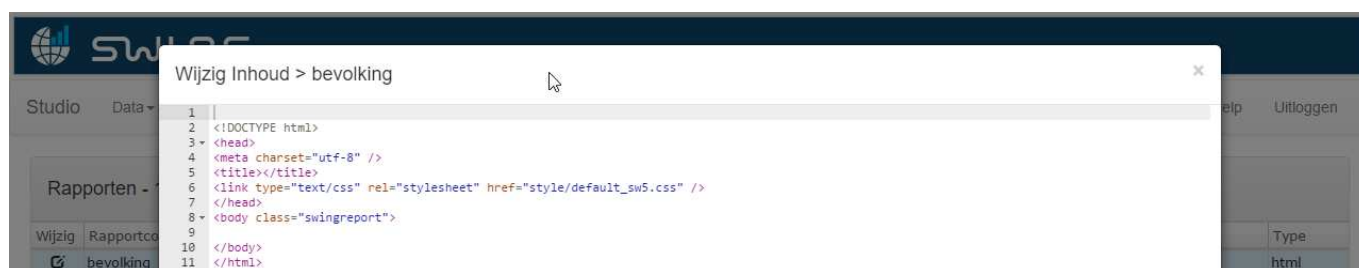 Wijzig Inhoud > bevolking ×
Studio Data elp Uitloggen
1
2 <!DOCTYPE html>
3 <head>
4 <meta charset="utf-8" />
5 <title></title>
6 <link type="text/css" rel="stylesheet" href="style/default_sw5.css" />
7 </head>
8 <body class="swingreport">
9
10 </body>
11 </html>
Rapporten -
Wijzig Rapportco Type
bevolking html